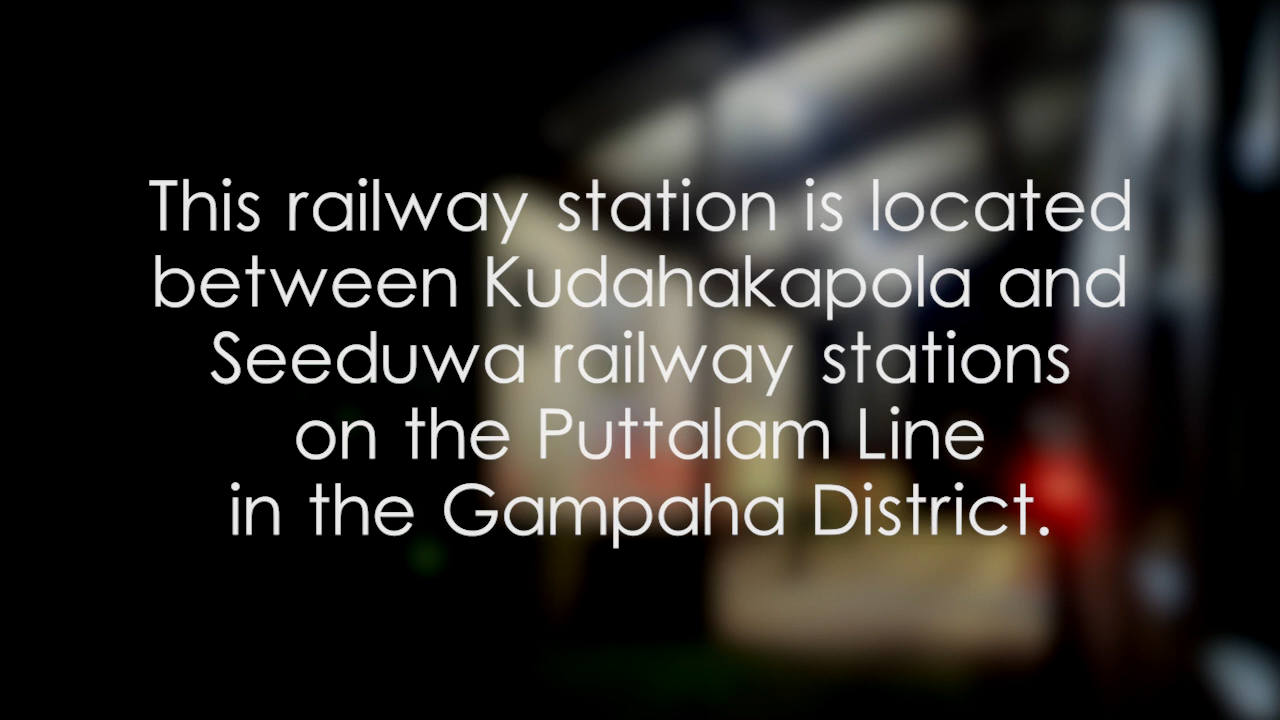 This railway station is located
between Kudahakapola and
Seeduwa railway stations
on the Puttalam Line
in the Gampaha District.